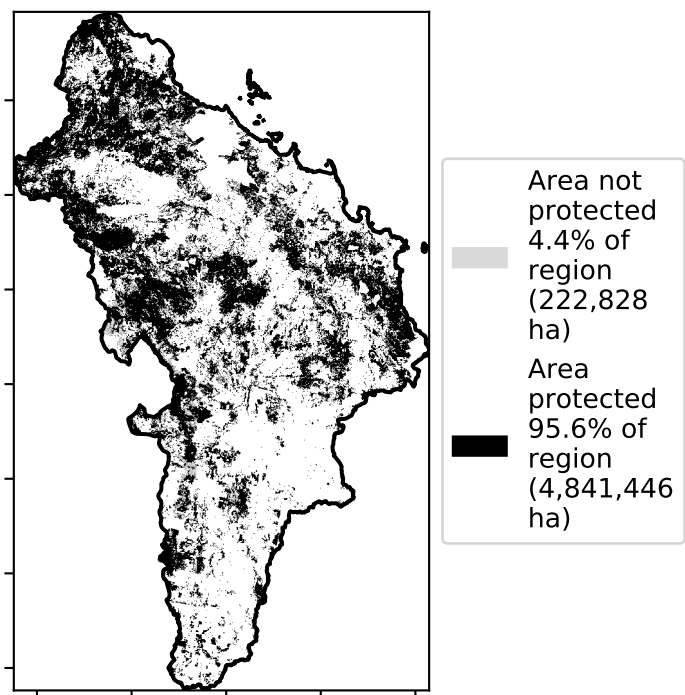 Area not
protected
4.4% of
region
(222,828
ha)
Area
protected
95.6% of
region
(4,841,446
ha)